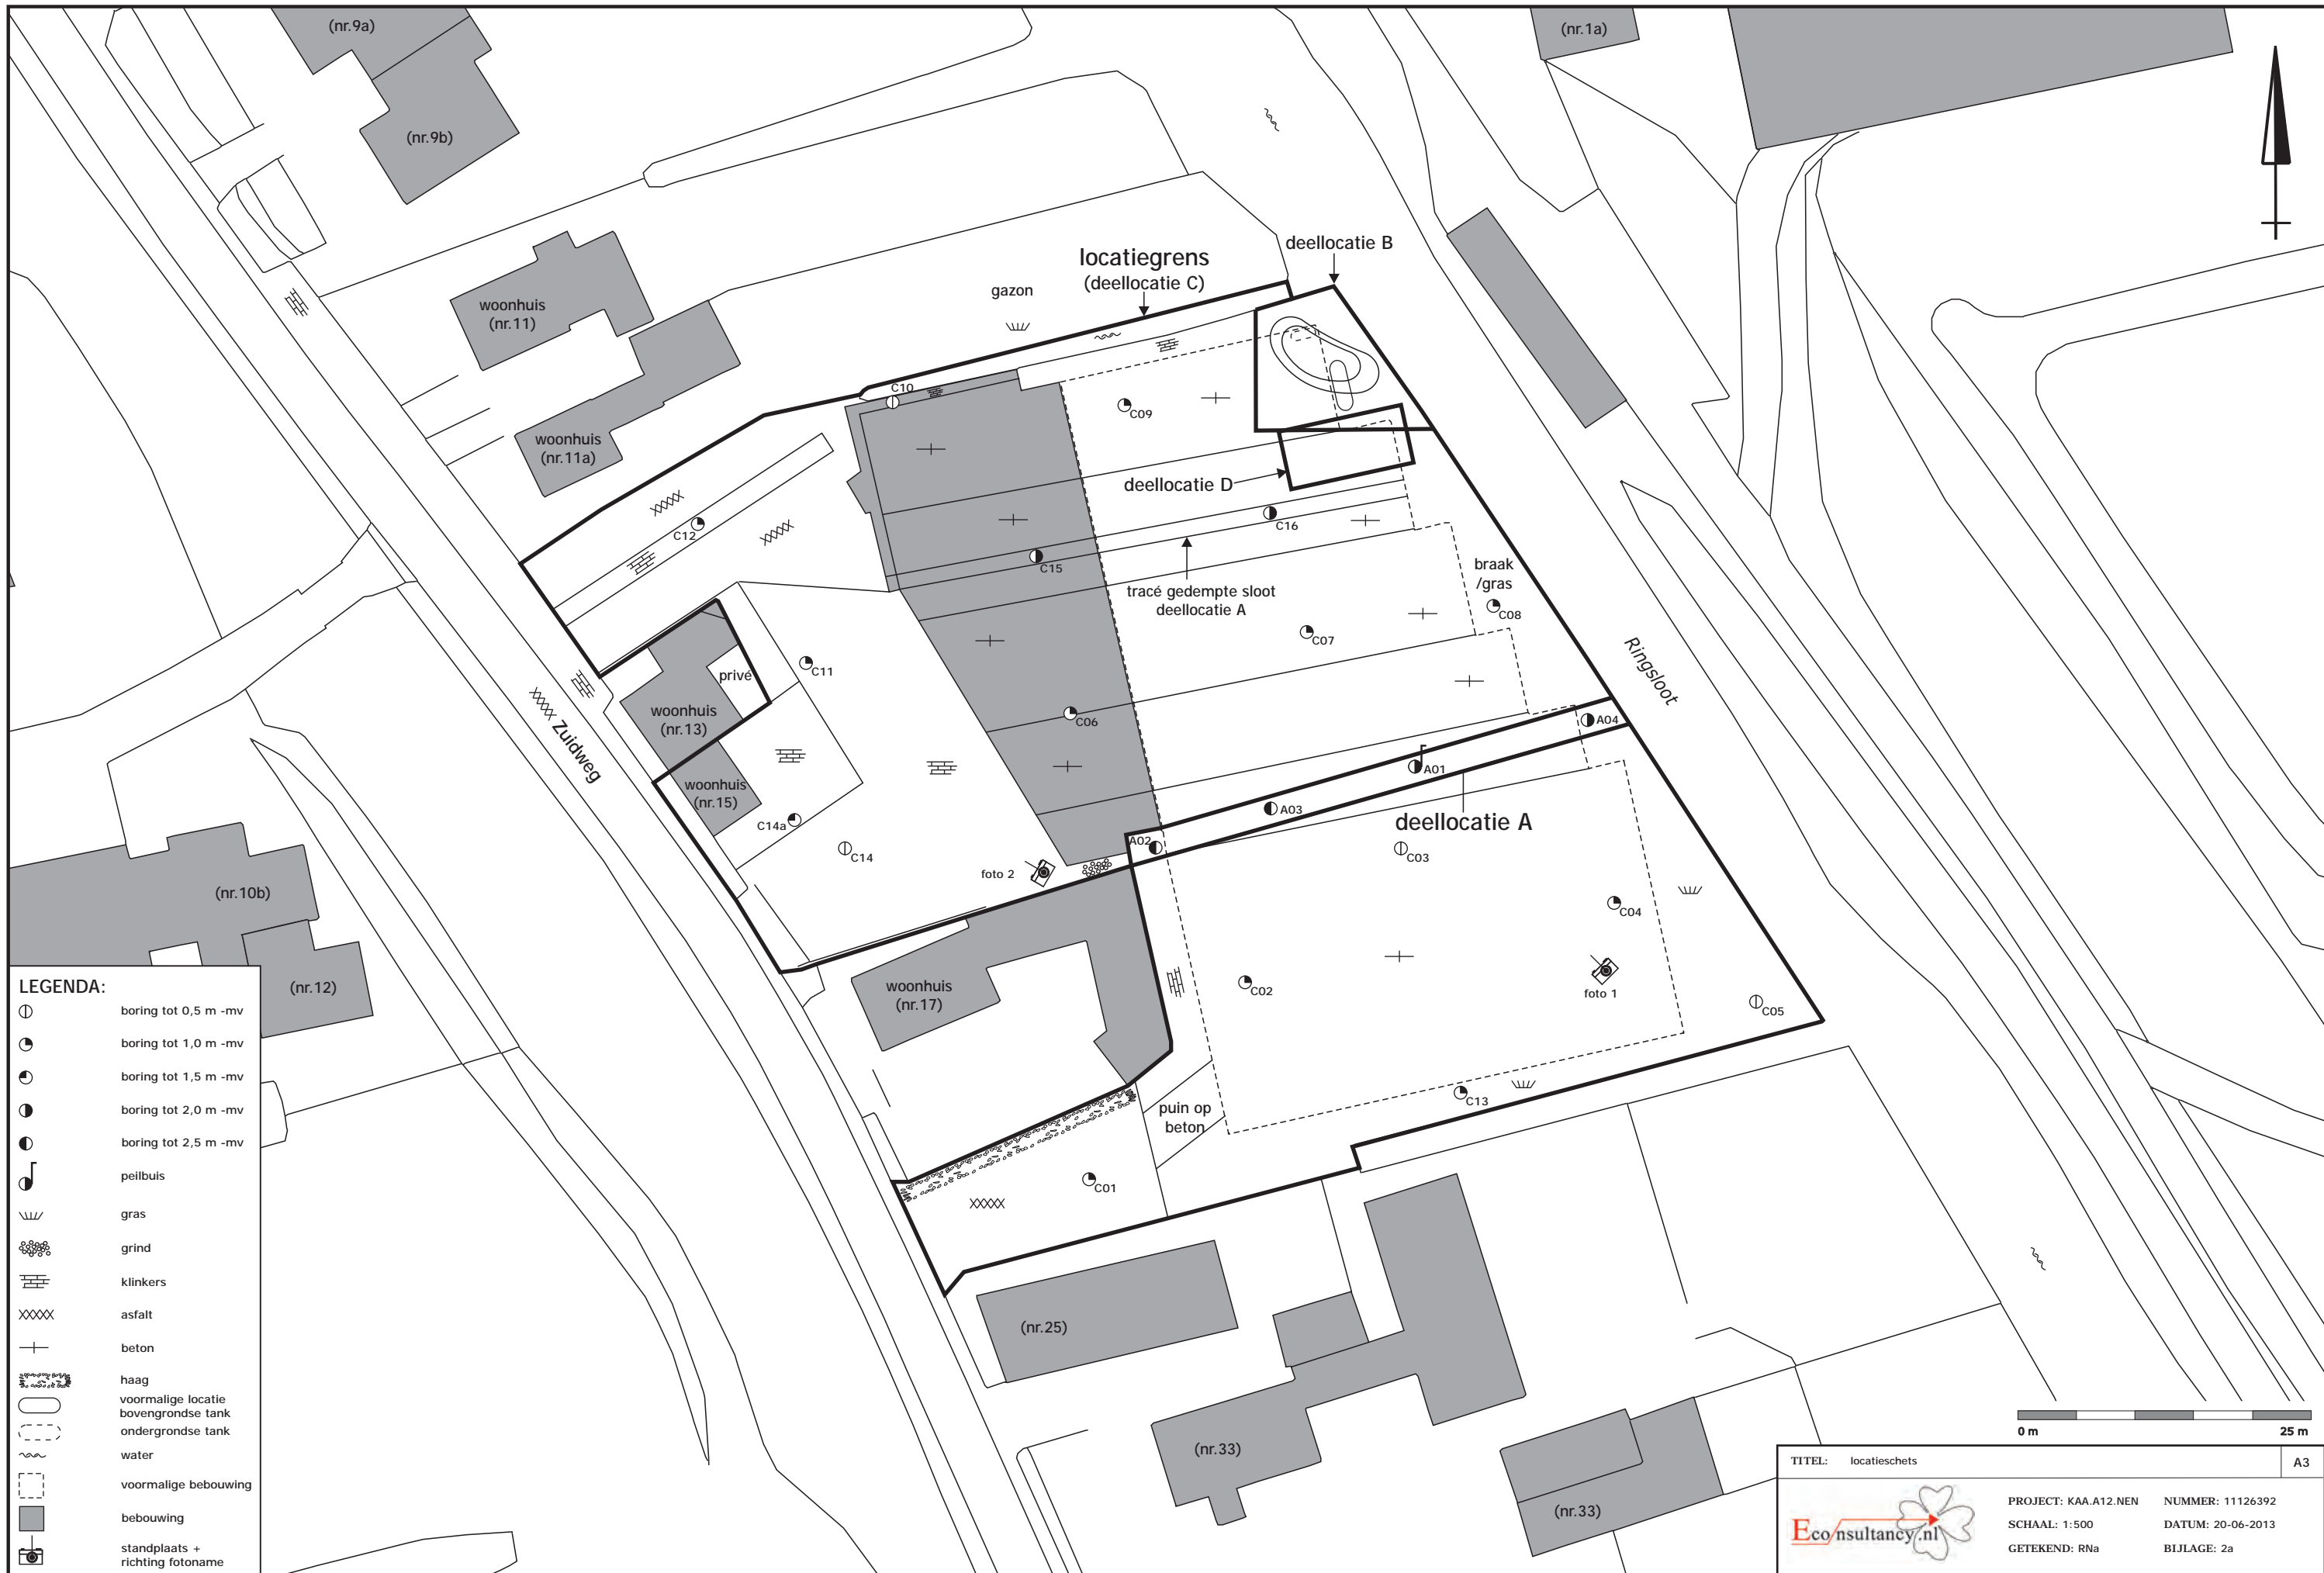 (nr.9a)
(nr.9b)
(nr.1a)
locatiegrens
(deellocatie C)
deellocatie B
gazon
woonhuis
(nr.11)
woonhuis
(nr.11a)
C10
C09
deellocatie D
C12
C16
C15
tracé gedempte sloot
deellocatie A
braak
/gras
C08
C07
C11
privé
Ringsloot
woonhuis
(nr.13)
Zuidweg
C06
A04
A01
woonhuis
(nr.15)
C14a
A03
deellocatie A
A02
C14
C03
foto 2
C04
(nr.10b)
(nr.12)
woonhuis
(nr.17)
C02
foto 1
C05
C13
puin op
beton
C01
(nr.25)
(nr.33)
(nr.33)
LEGENDA:
boring tot 0,5 m -mv
boring tot 1,0 m -mv
boring tot 1,5 m -mv
boring tot 2,0 m -mv
boring tot 2,5 m -mv
peilbuis
gras
grind
klinkers
asfalt
beton
haag
voormalige locatie
bovengrondse tank
ondergrondse tank
water
voormalige bebouwing
bebouwing
standplaats +
richting fotoname
0 m 25 m
TITEL: locatieschets A3
Econsultancy.nl
PROJECT: KAA.A12.NEN NUMMER: 11126392
SCHAAL: 1:500 DATUM: 20-06-2013
GETEKEND: RNa BIJLAGE: 2a